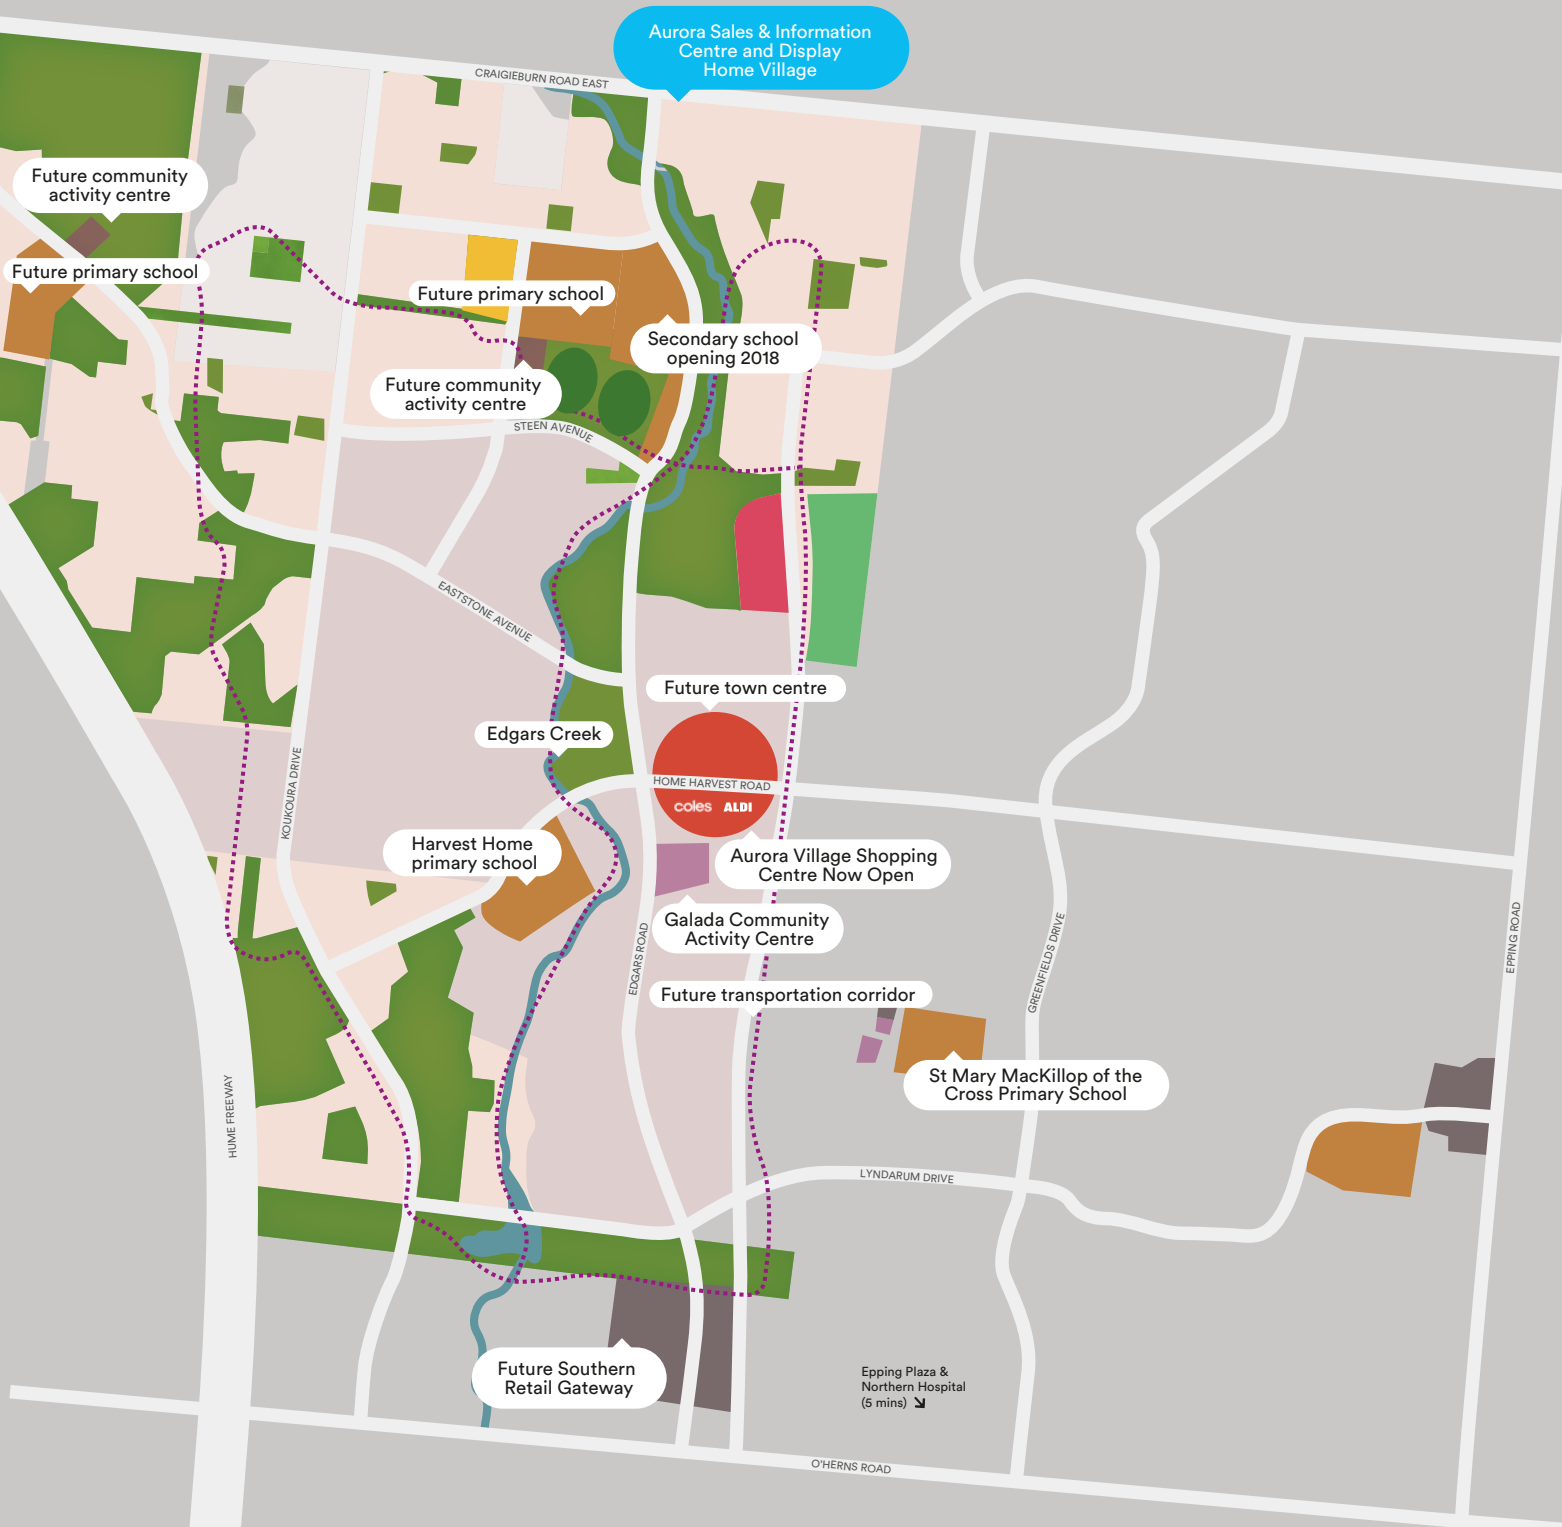 Aurora Sales & Information
Centre and Display
Home Village
CRAIGIEBURN ROAD EAST
Future community
activity centre
Future primary school
Future primary school
Secondary school
opening 2018
Future community
activity centre
STEEN AVENUE
EASTSTONE AVENUE
Future town centre
Edgars Creek
HOME HARVEST ROAD
coles ALDI
KOUKOURA DRIVE
Harvest Home
primary school
Aurora Village Shopping
Centre Now Open
Galada Community
Activity Centre
EDGARS ROAD
Future transportation corridor
GREENFIELDS DRIVE
EPPING ROAD
St Mary MacKillop of the
Cross Primary School
HUME FREEWAY
LYNDARUM DRIVE
Future Southern
Retail Gateway
Epping Plaza &
Northern Hospital
(5 mins)
O'HERNS ROAD